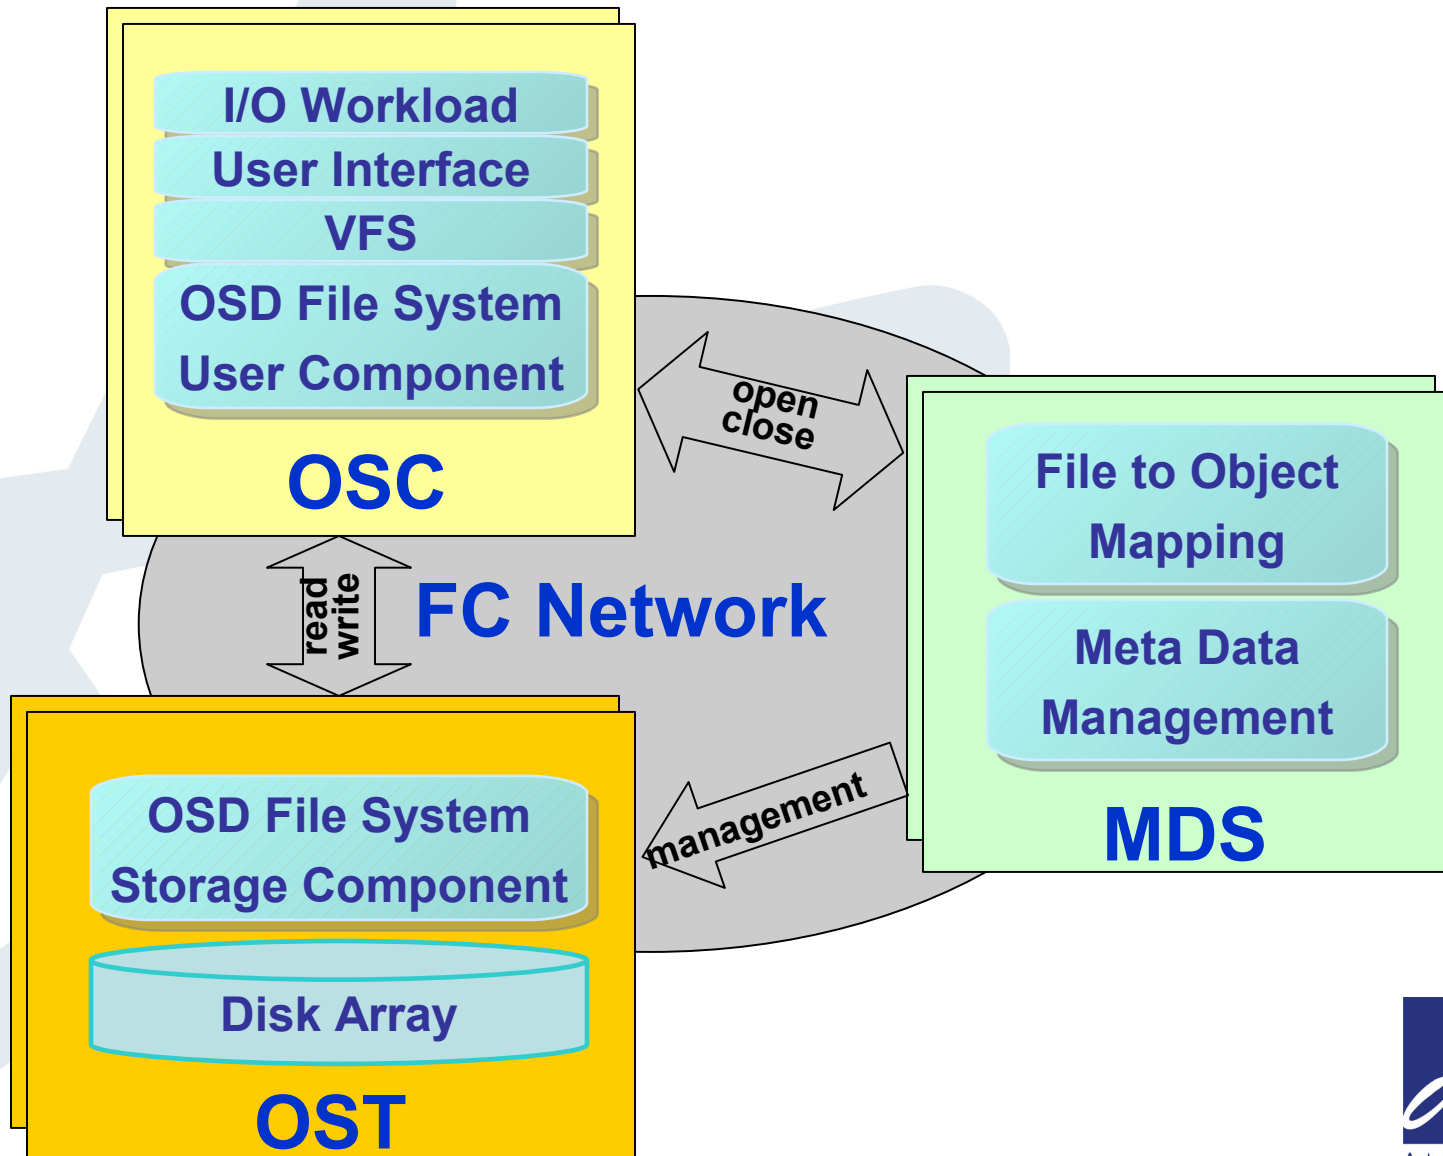 I/O Workload
User Interface
VFS
OSD File System
User Component
OSC
open
close
File to Object
Mapping
Meta Data
Management
MDS
read
write
FC Network
management
OSD File System
Storage Component
Disk Array
OST